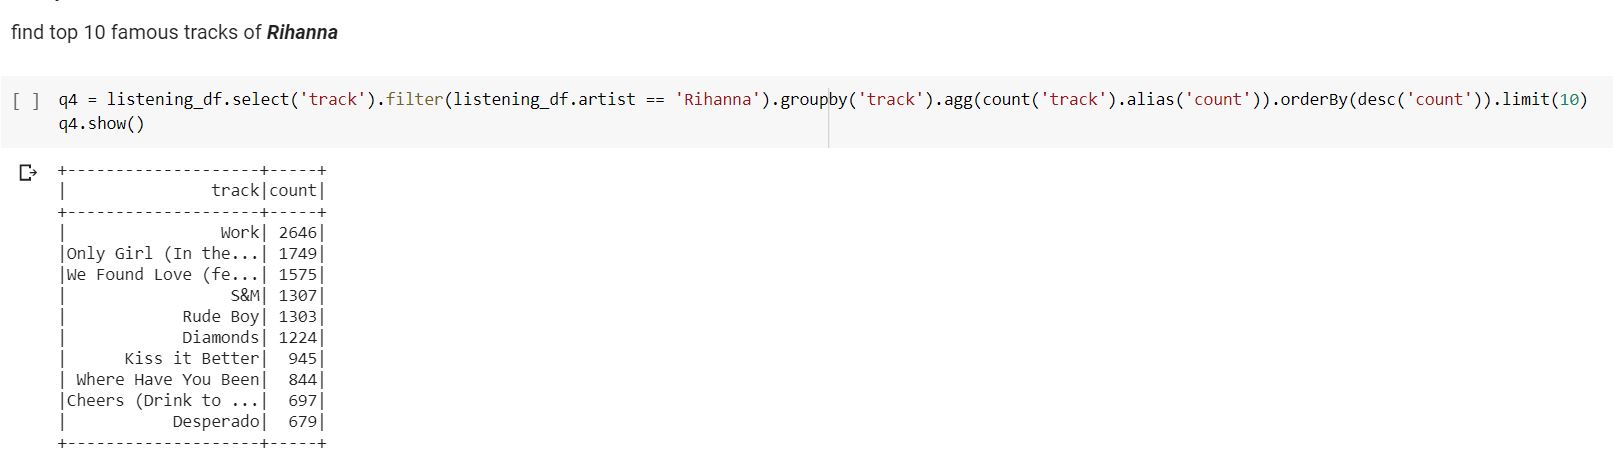 find top 10 famous tracks of Rihanna
[ ] q4 = listening_df.select('track').filter(listening_df.artist == 'Rihanna').groupby('track').agg(count('track').alias('count')).orderBy(desc('count')).limit(10)
q4.show()
+--------------------+-----+
|               track|count|
+--------------------+-----+
|                Work| 2646|
|Only Girl (In the...| 1749|
|We Found Love (fe...| 1575|
|                 S&M| 1307|
|            Rude Boy| 1303|
|            Diamonds| 1224|
|      Kiss it Better|  945|
| Where Have You Been|  844|
|Cheers (Drink to ...|  697|
|           Desperado|  679|
+--------------------+-----+